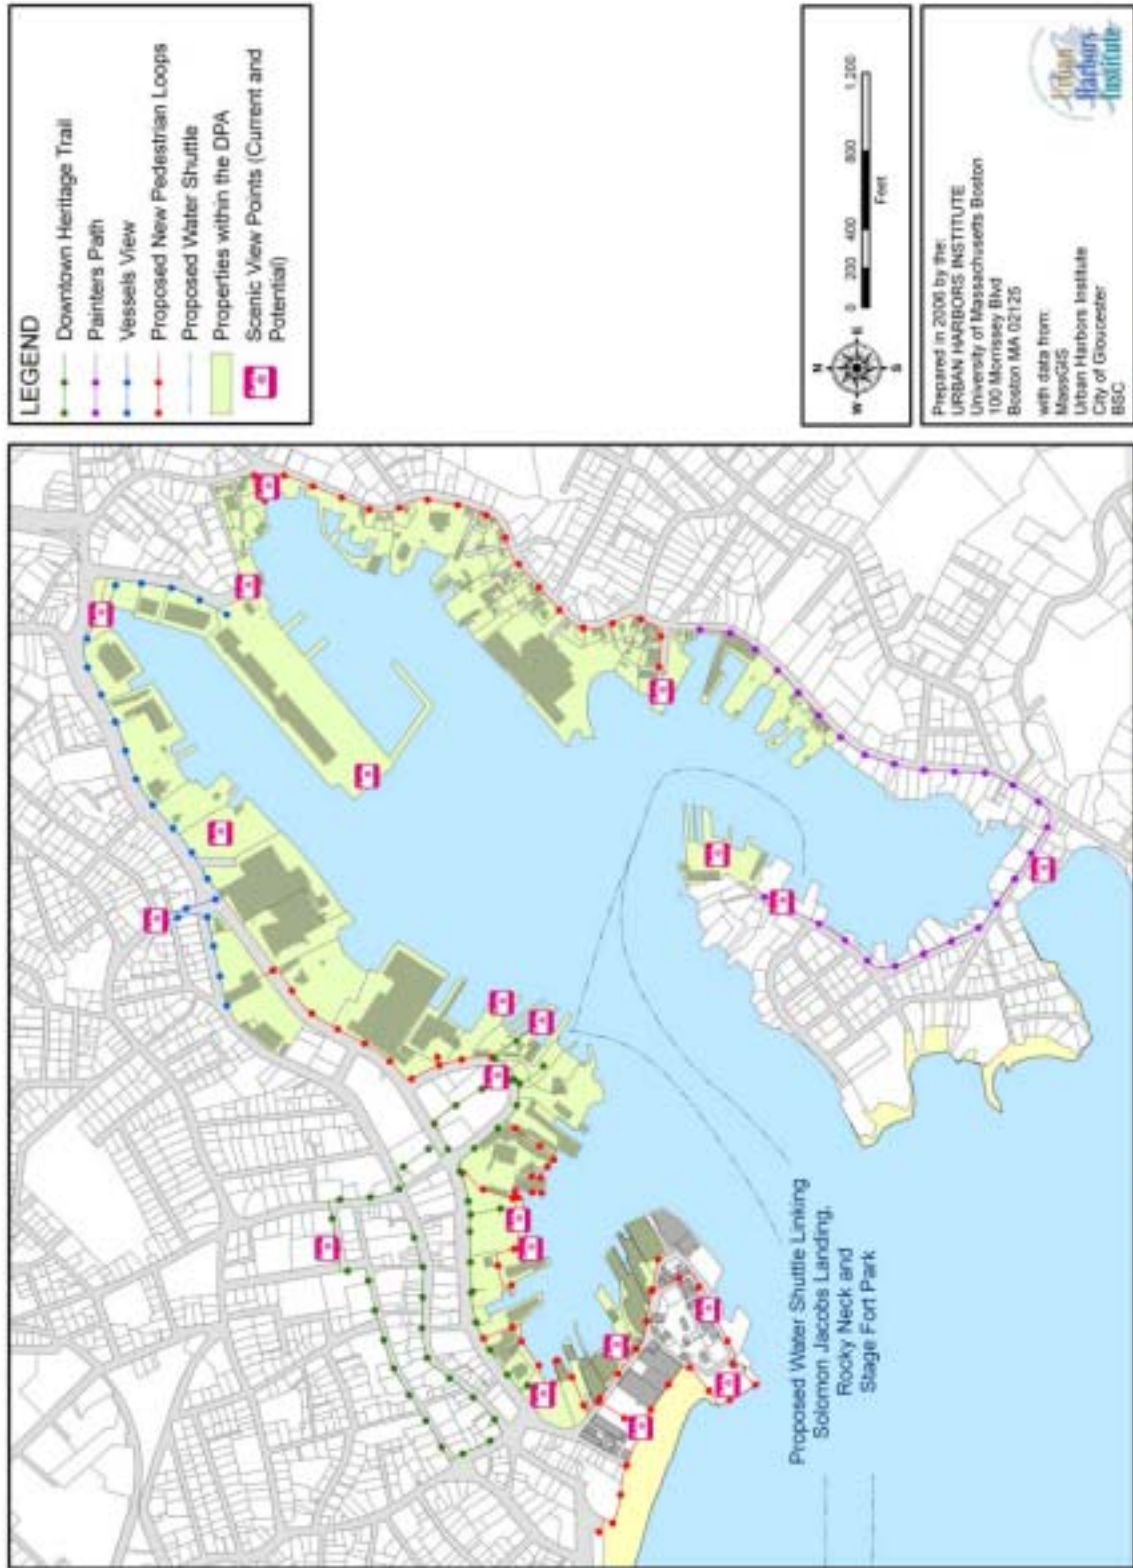 LEGEND
Downtown Heritage Trail
Painters Path
Vessels View
Proposed New Pedestrian Loops
Proposed Water Shuttle
Properties within the DPA
Scenic View Points (Current and
Potential)
N
W
E
S
0 200 400 800 1,200
Feet
Prepared in 2006 by the:
URBAN HARBORS INSTITUTE
University of Massachusetts Boston
100 Morrissey Blvd
Boston MA 02125
with data from:
MassGIS
Urban Harbors Institute
City of Gloucester
BSC
Urban
Harbors
Institute
Proposed Water Shuttle Linking
Solomon Jacobs Landing,
Rocky Neck and
Stage Fort Park